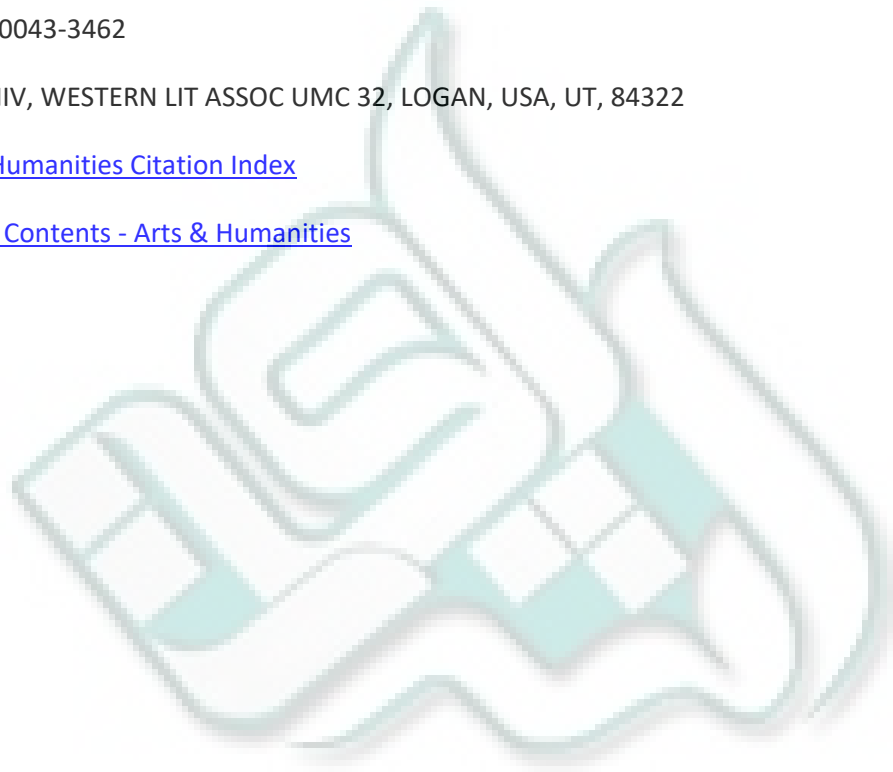 0043-3462
IIV, WESTERN LIT ASSOC UMC 32, LOGAN, USA, UT, 84322
Humanities Citation Index
Contents - Arts & Humanities